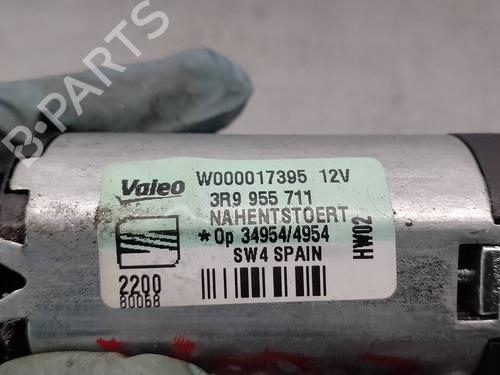 B-PARTS
Valeo W000017395 12V
3R9 955 711
NAHENTSTOERT
*Op 34954/4954
SW4 SPAIN
HW02
2200
80068